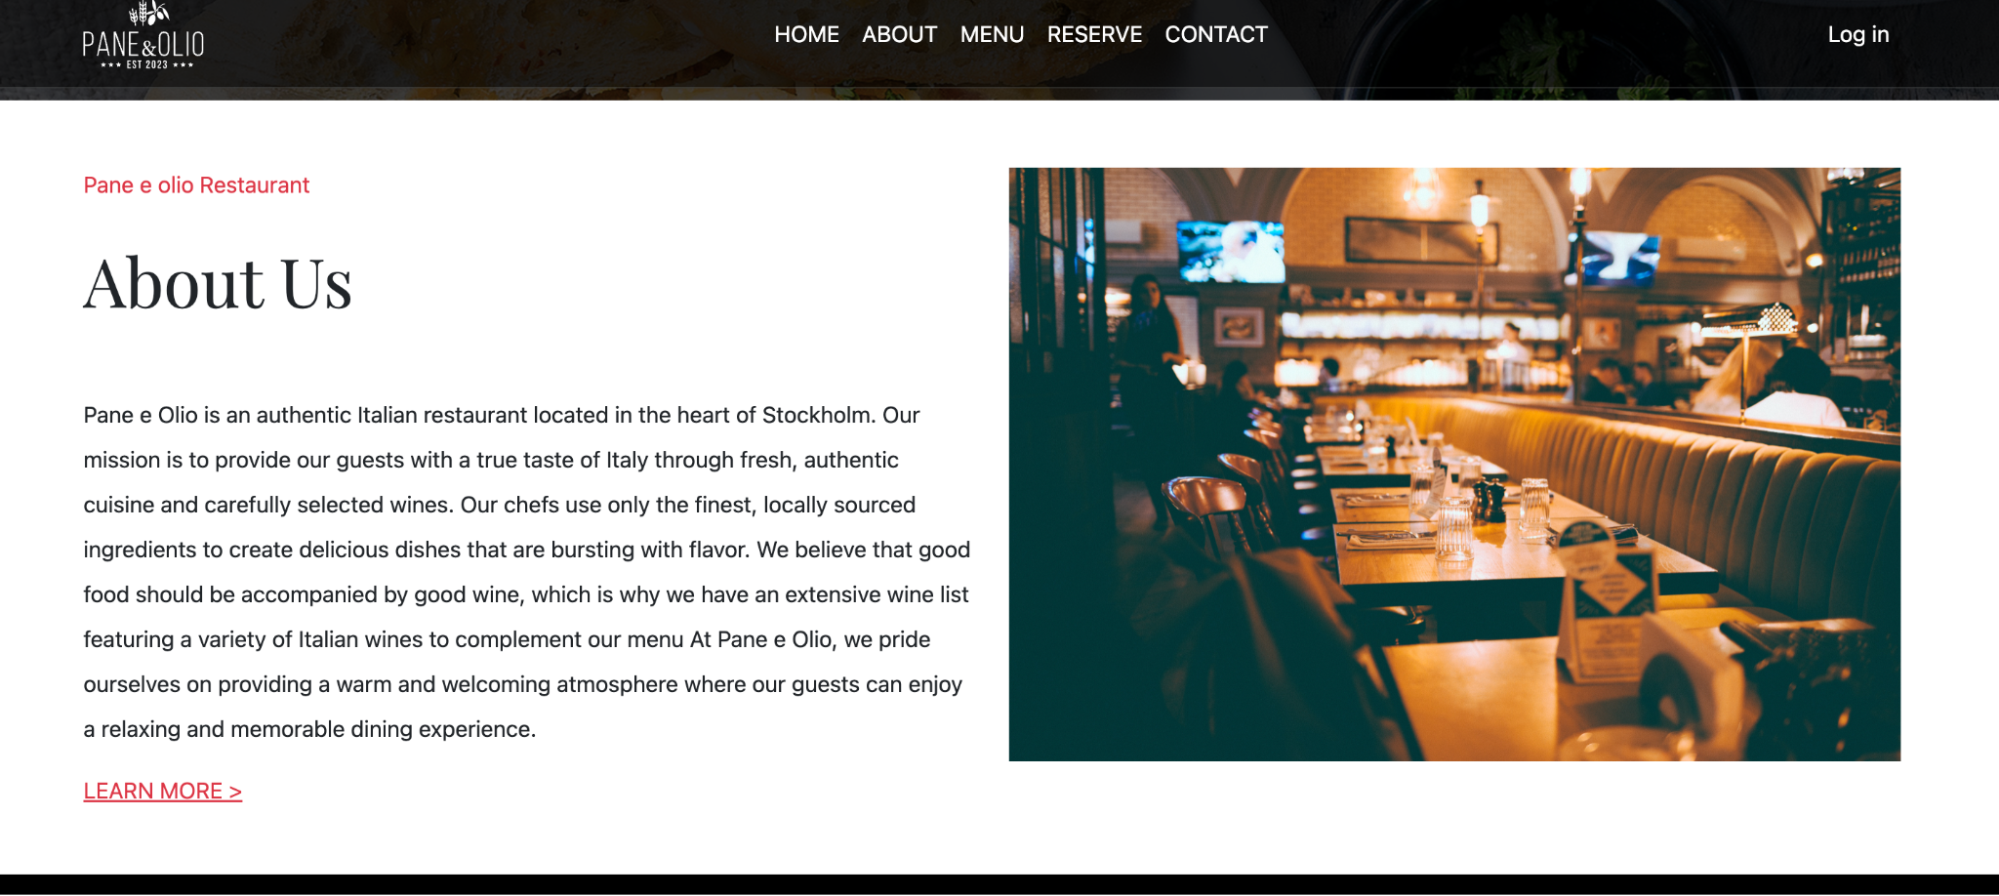 PANE&OLIO
EST 2023
HOME ABOUT MENU RESERVE CONTACT
Log in
Pane e olio Restaurant
About Us
Pane e Olio is an authentic Italian restaurant located in the heart of Stockholm. Our
mission is to provide our guests with a true taste of Italy through fresh, authentic
cuisine and carefully selected wines. Our chefs use only the finest, locally sourced
ingredients to create delicious dishes that are bursting with flavor. We believe that good
food should be accompanied by good wine, which is why we have an extensive wine list
featuring a variety of Italian wines to complement our menu At Pane e Olio, we pride
ourselves on providing a warm and welcoming atmosphere where our guests can enjoy
a relaxing and memorable dining experience.
LEARN MORE >